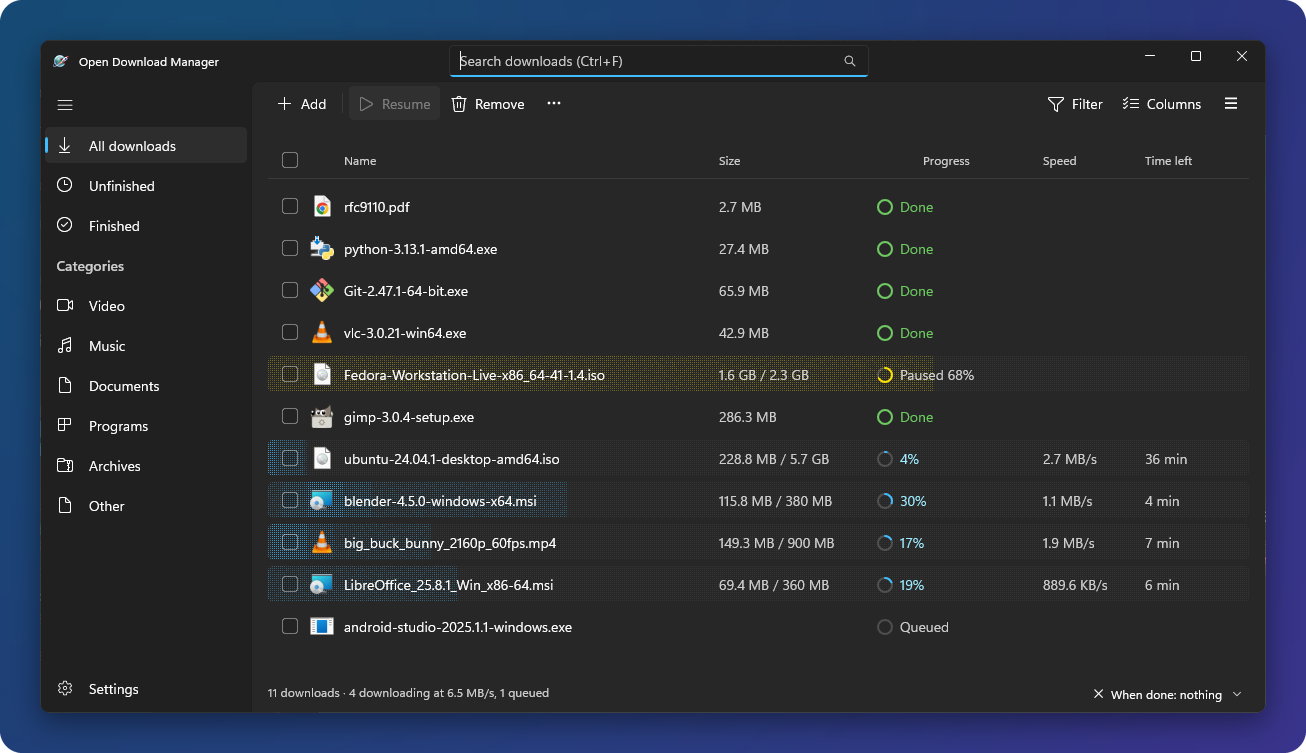 Open Download Manager
Search downloads (Ctrl+F)
Add Resume Remove ··· Filter Columns
All downloads
Unfinished
Finished
Categories
Video
Music
Documents
Programs
Archives
Other
Settings
Name Size Progress Speed Time left
rfc9110.pdf 2.7 MB Done
python-3.13.1-amd64.exe 27.4 MB Done
Git-2.47.1-64-bit.exe 65.9 MB Done
vlc-3.0.21-win64.exe 42.9 MB Done
Fedora-Workstation-Live-x86_64-41-1.4.iso 1.6 GB / 2.3 GB Paused 68%
gimp-3.0.4-setup.exe 286.3 MB Done
ubuntu-24.04.1-desktop-amd64.iso 228.8 MB / 5.7 GB 4% 2.7 MB/s 36 min
blender-4.5.0-windows-x64.msi 115.8 MB / 380 MB 30% 1.1 MB/s 4 min
big_buck_bunny_2160p_60fps.mp4 149.3 MB / 900 MB 17% 1.9 MB/s 7 min
LibreOffice_25.8.1_Win_x86-64.msi 69.4 MB / 360 MB 19% 889.6 KB/s 6 min
android-studio-2025.1.1-windows.exe Queued
11 downloads · 4 downloading at 6.5 MB/s, 1 queued
When done: nothing